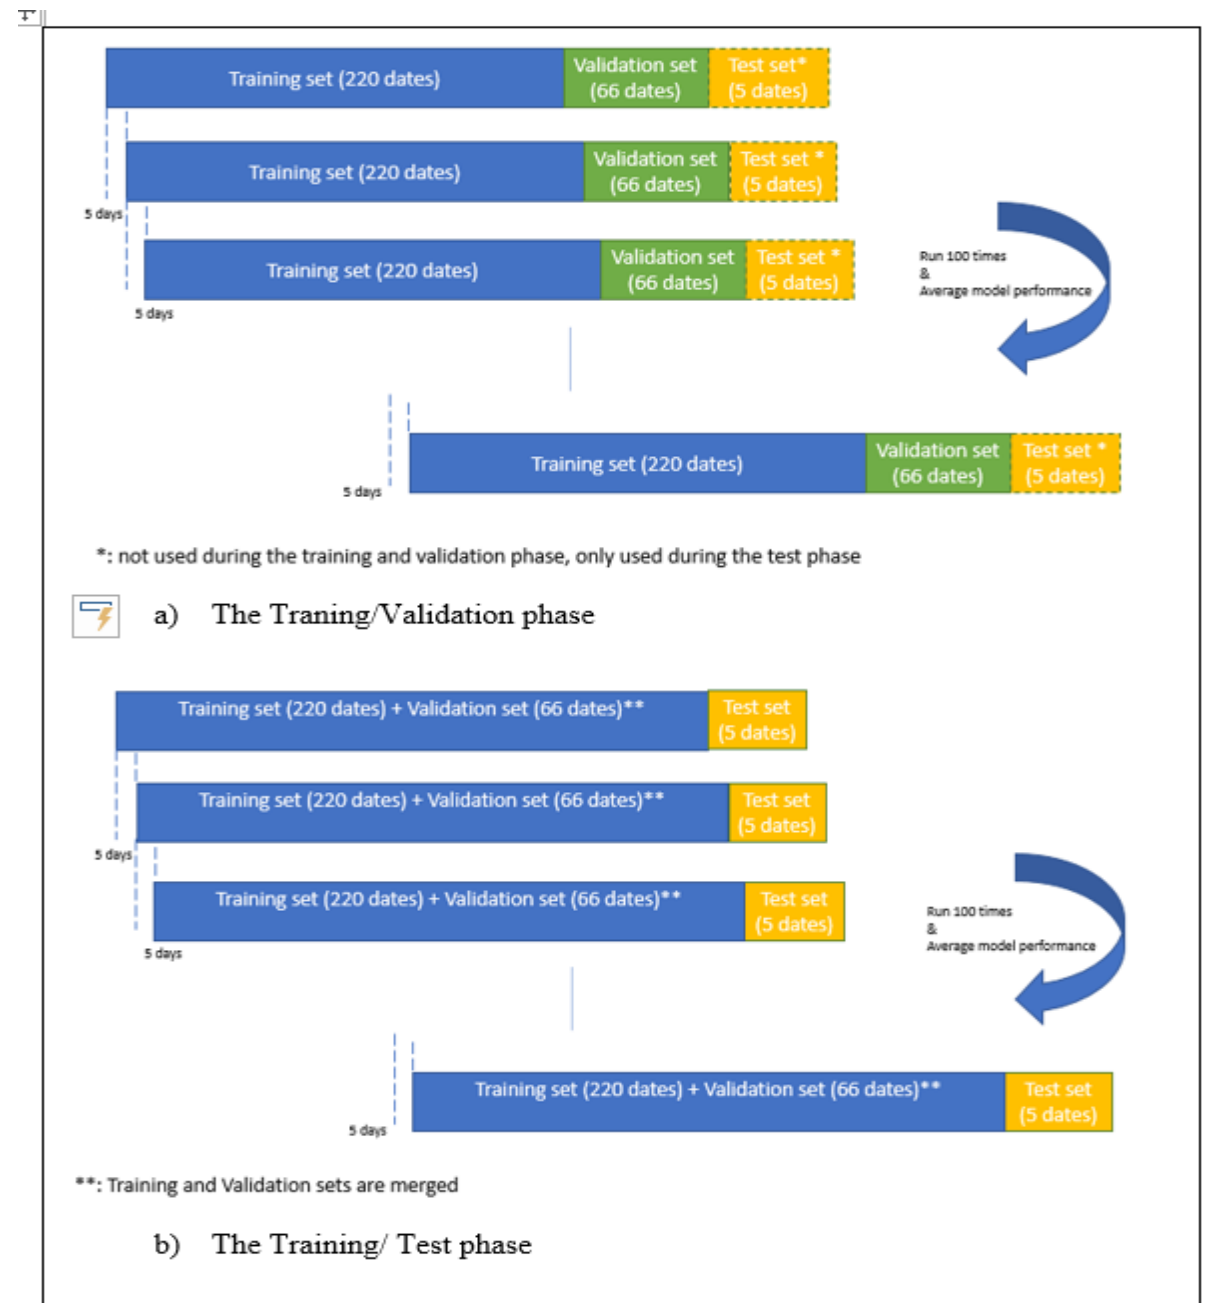 Training set (220 dates)
Validation set
(66 dates)
Test set*
(5 dates)
Training set (220 dates)
Validation set
(66 dates)
Test set *
(5 dates)
5 days
Training set (220 dates)
Validation set
(66 dates)
Test set *
(5 dates)
5 days
Run 100 times
&
Average model performance
Training set (220 dates)
Validation set
(66 dates)
Test set *
(5 dates)
5 days
*: not used during the training and validation phase, only used during the test phase
a) The Traning/Validation phase
Training set (220 dates) + Validation set (66 dates)**
Test set
(5 dates)
Training set (220 dates) + Validation set (66 dates)**
Test set
(5 dates)
5 days
Training set (220 dates) + Validation set (66 dates)**
Test set
(5 dates)
5 days
Run 100 times
&
Average model performance
Training set (220 dates) + Validation set (66 dates)**
Test set
(5 dates)
5 days
**: Training and Validation sets are merged
b) The Training/ Test phase